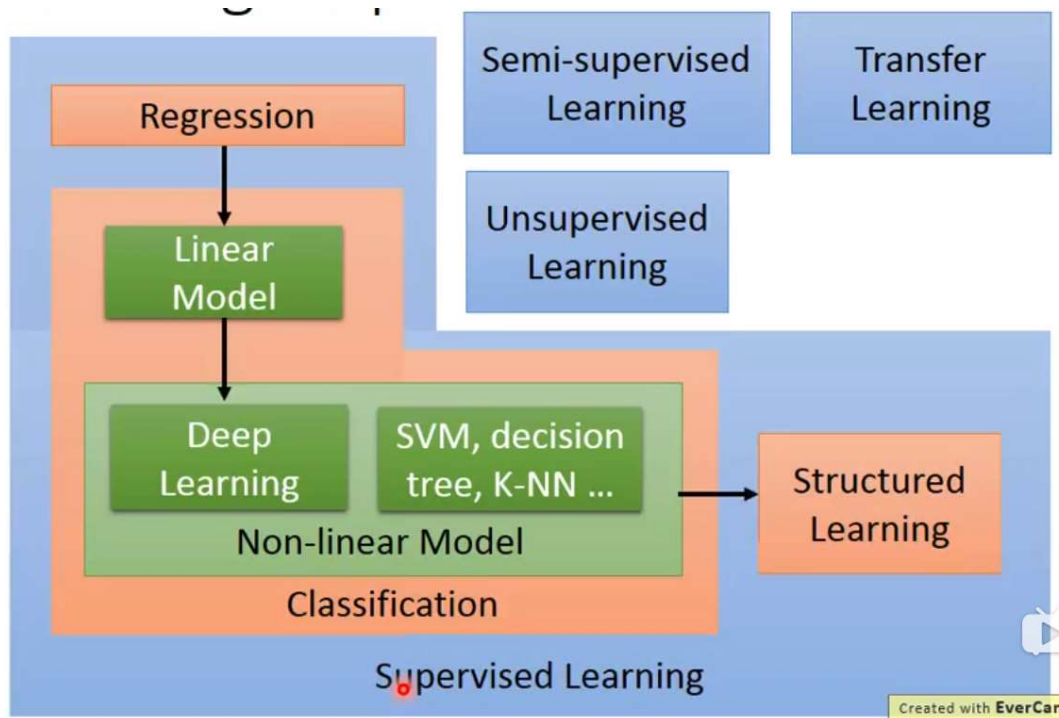 Regression
Semi-supervised
Learning
Transfer
Learning
Unsupervised
Learning
Linear
Model
Deep
Learning
SVM, decision
tree, K-NN ...
Non-linear Model
Classification
Structured
Learning
Supervised Learning
Created with EverCar